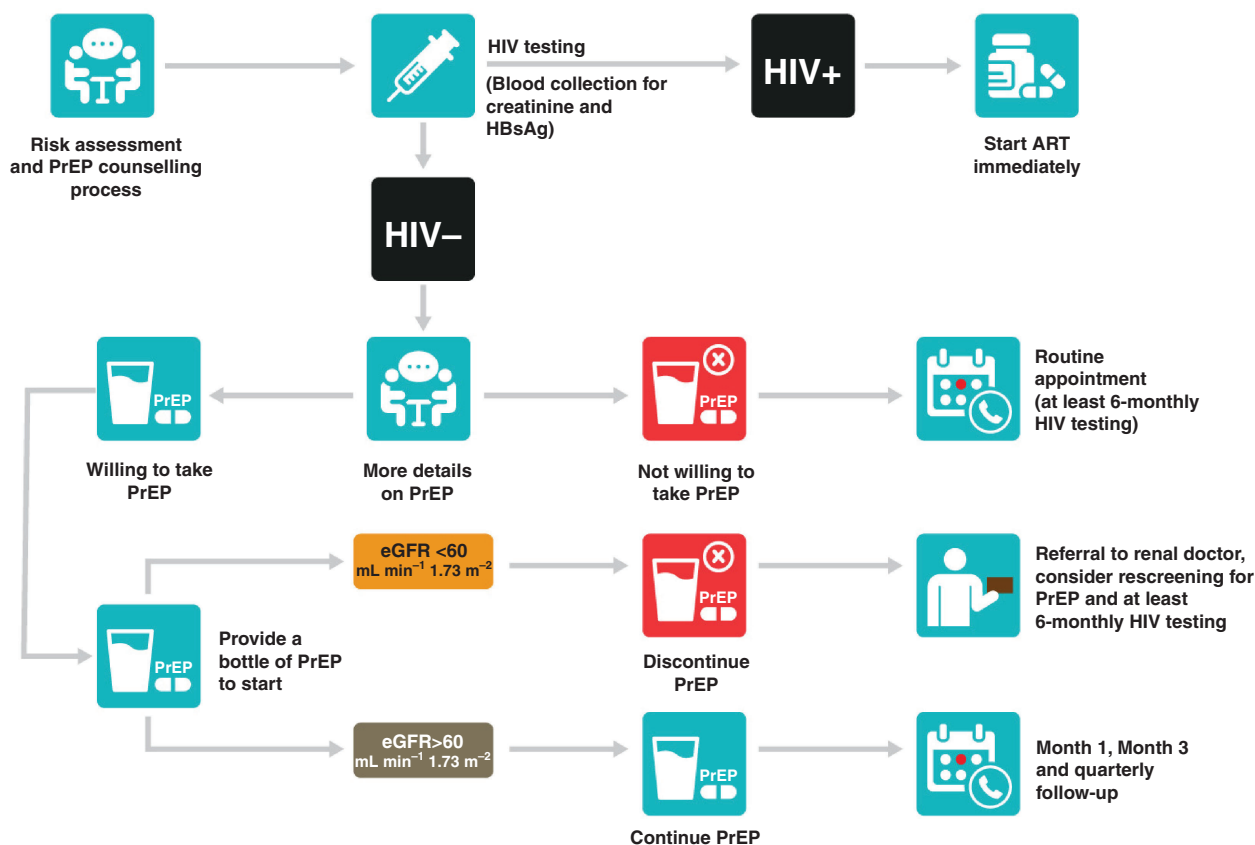 Risk assessment
and PrEP counselling
process
HIV testing
(Blood collection for
creatinine and
HBsAg)
HIV+
Start ART
immediately
HIV–
PrEP
Willing to take
PrEP
More details
on PrEP
PrEP
Not willing to
take PrEP
Routine
appointment
(at least 6-monthly
HIV testing)
PrEP
Provide a
bottle of PrEP
to start
eGFR <60
mL min⁻¹ 1.73 m⁻²
PrEP
Discontinue
PrEP
Referral to renal doctor,
consider rescreening for
PrEP and at least
6-monthly HIV testing
eGFR>60
mL min⁻¹ 1.73 m⁻²
PrEP
Continue PrEP
Month 1, Month 3
and quarterly
follow-up